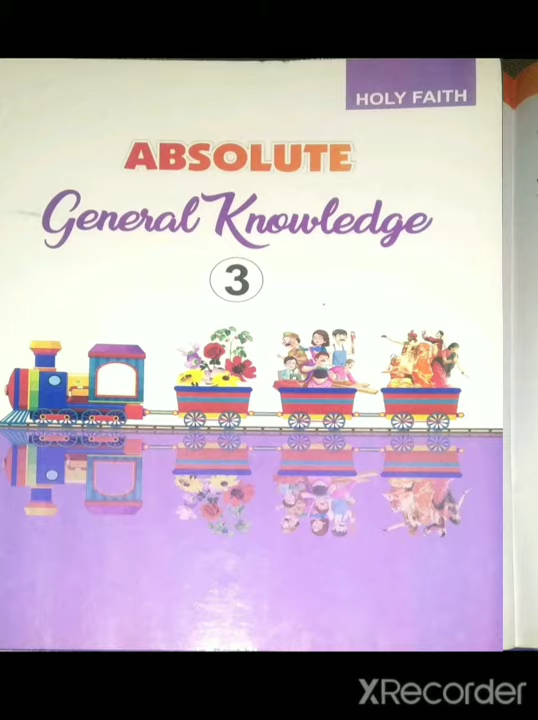 HOLY FAITH
ABSOLUTE
General Knowledge
3
XRecorder